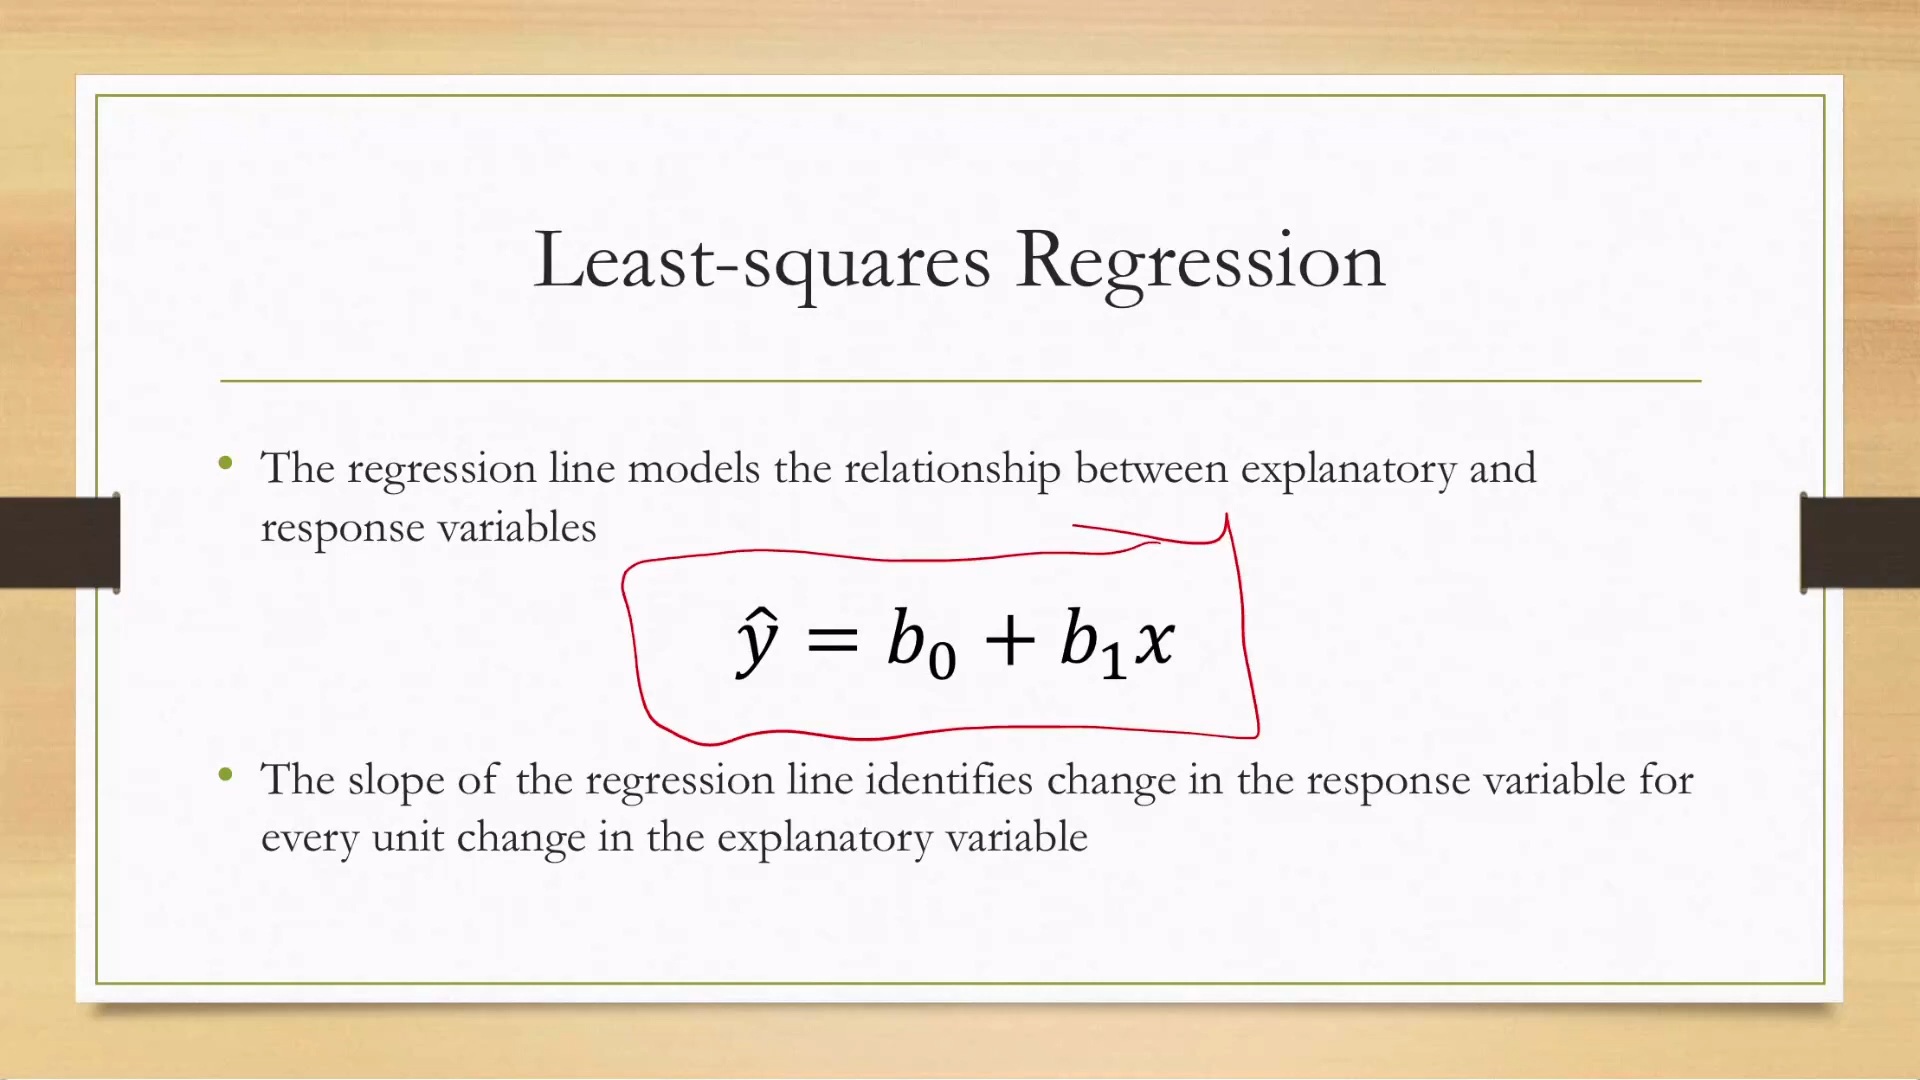 Least-squares Regression
• The regression line models the relationship between explanatory and
response variables
ŷ = b₀ + b₁x
• The slope of the regression line identifies change in the response variable for
every unit change in the explanatory variable